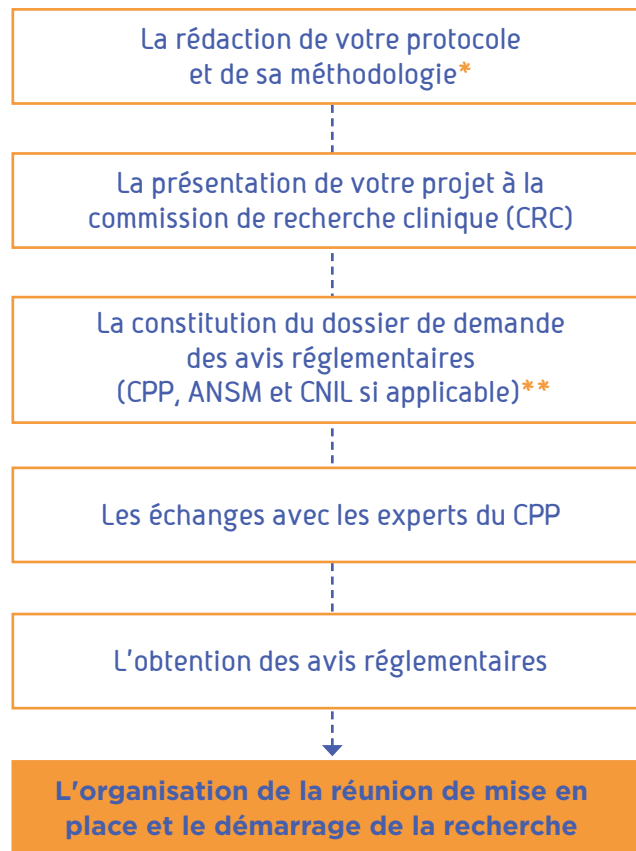 La rédaction de votre protocole
et de sa méthodologie*
La présentation de votre projet à la
commission de recherche clinique (CRC)
La constitution du dossier de demande
des avis réglementaires
(CPP, ANSM et CNIL si applicable)**
Les échanges avec les experts du CPP
L'obtention des avis réglementaires
L'organisation de la réunion de mise en
place et le démarrage de la recherche